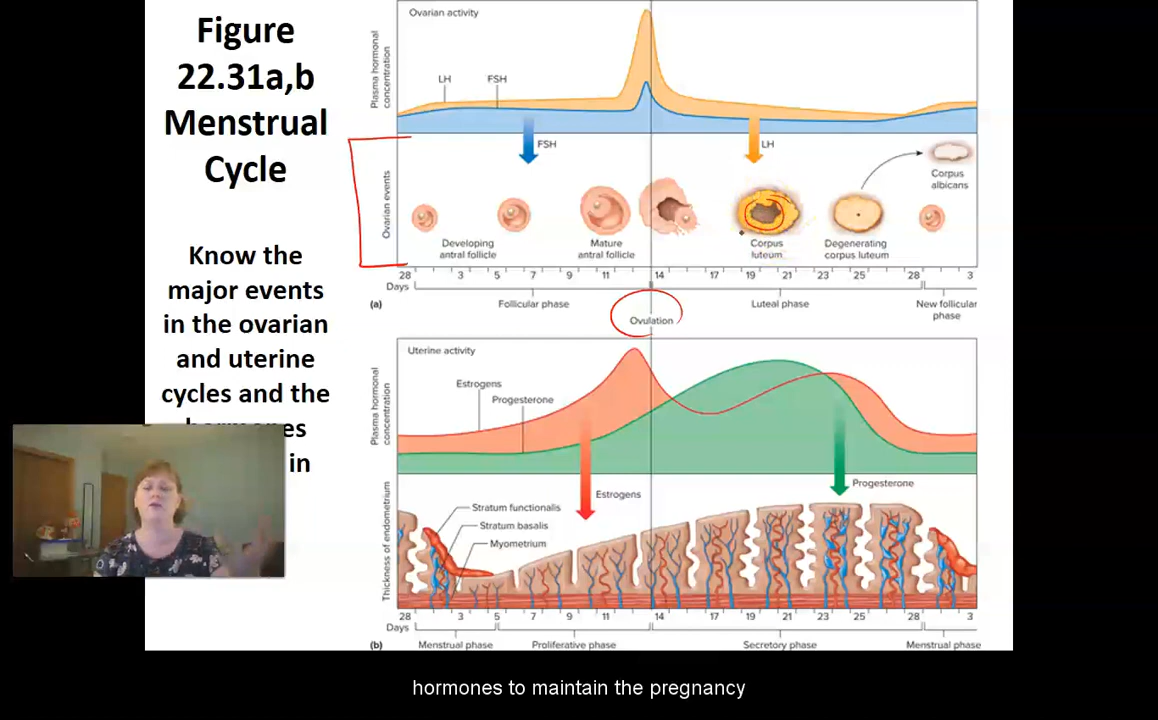 Figure
22.31a,b
Menstrual
Cycle
Know the
major events
in the ovarian
and uterine
cycles and the
in
Ovarian activity
Plasma hormonal
concentration
LH
FSH
FSH
LH
Ovarian events
Corpus
albicans
Developing
antral follicle
Mature
antral follicle
Corpus
luteum
Degenerating
corpus luteum
28 3 5 7 9 11 14 17 19 21 23 25 28 3
Days
(a)
Follicular phase
Luteal phase
New follicular
phase
Ovulation
Uterine activity
Plasma hormonal
concentration
Estrogens
Progesterone
Estrogens
Progesterone
Thickness of endometrium
Stratum functionalis
Stratum basalis
Myometrium
28 3 5 7 9 11 14 17 19 21 23 25 28 3
Days
(b)
Menstrual phase
Proliferative phase
Secretory phase
Menstrual phase
hormones to maintain the pregnancy